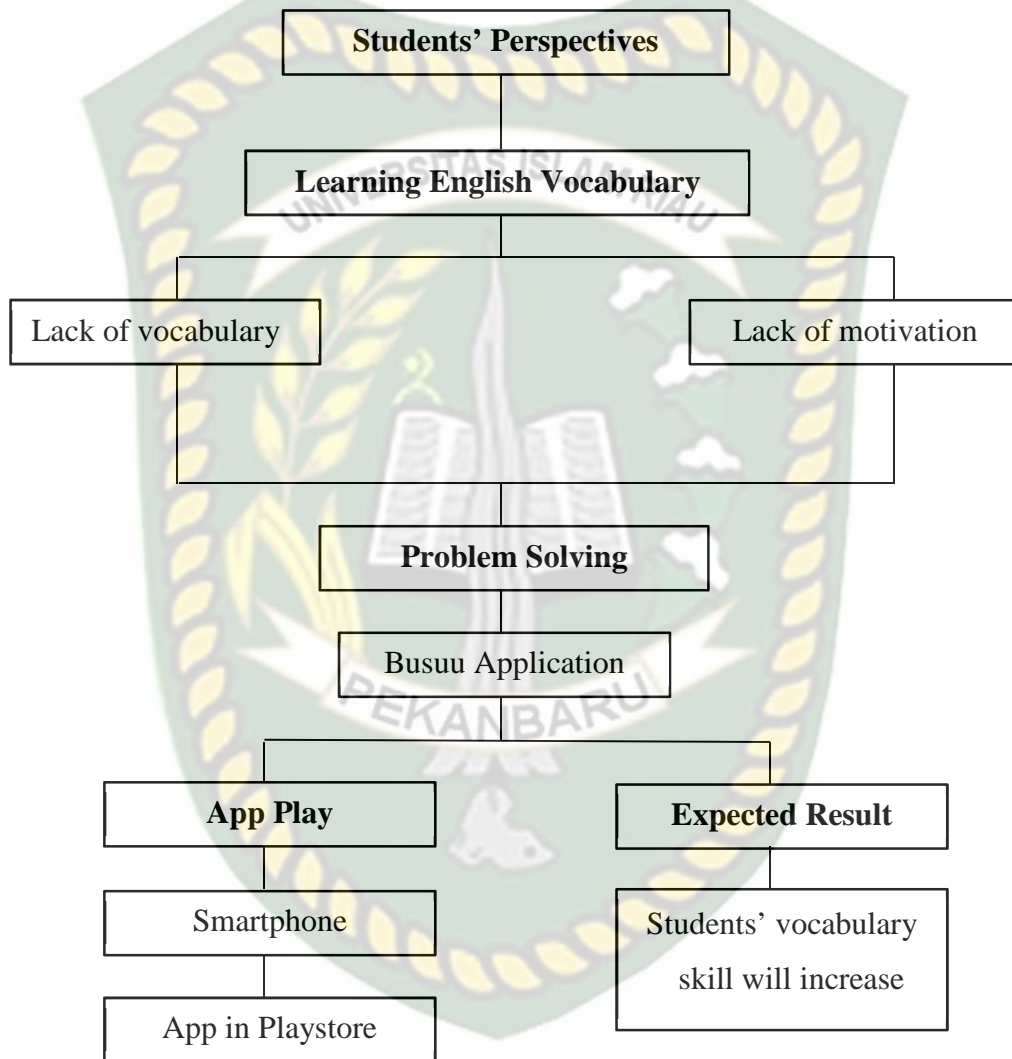 Students’ Perspectives
Learning English Vocabulary
UNIVERSITAS ISLAM RIAU
Lack of vocabulary
Lack of motivation
Problem Solving
Busuu Application
PEKANBARU
App Play
Expected Result
Smartphone
Students’ vocabulary
skill will increase
App in Playstore